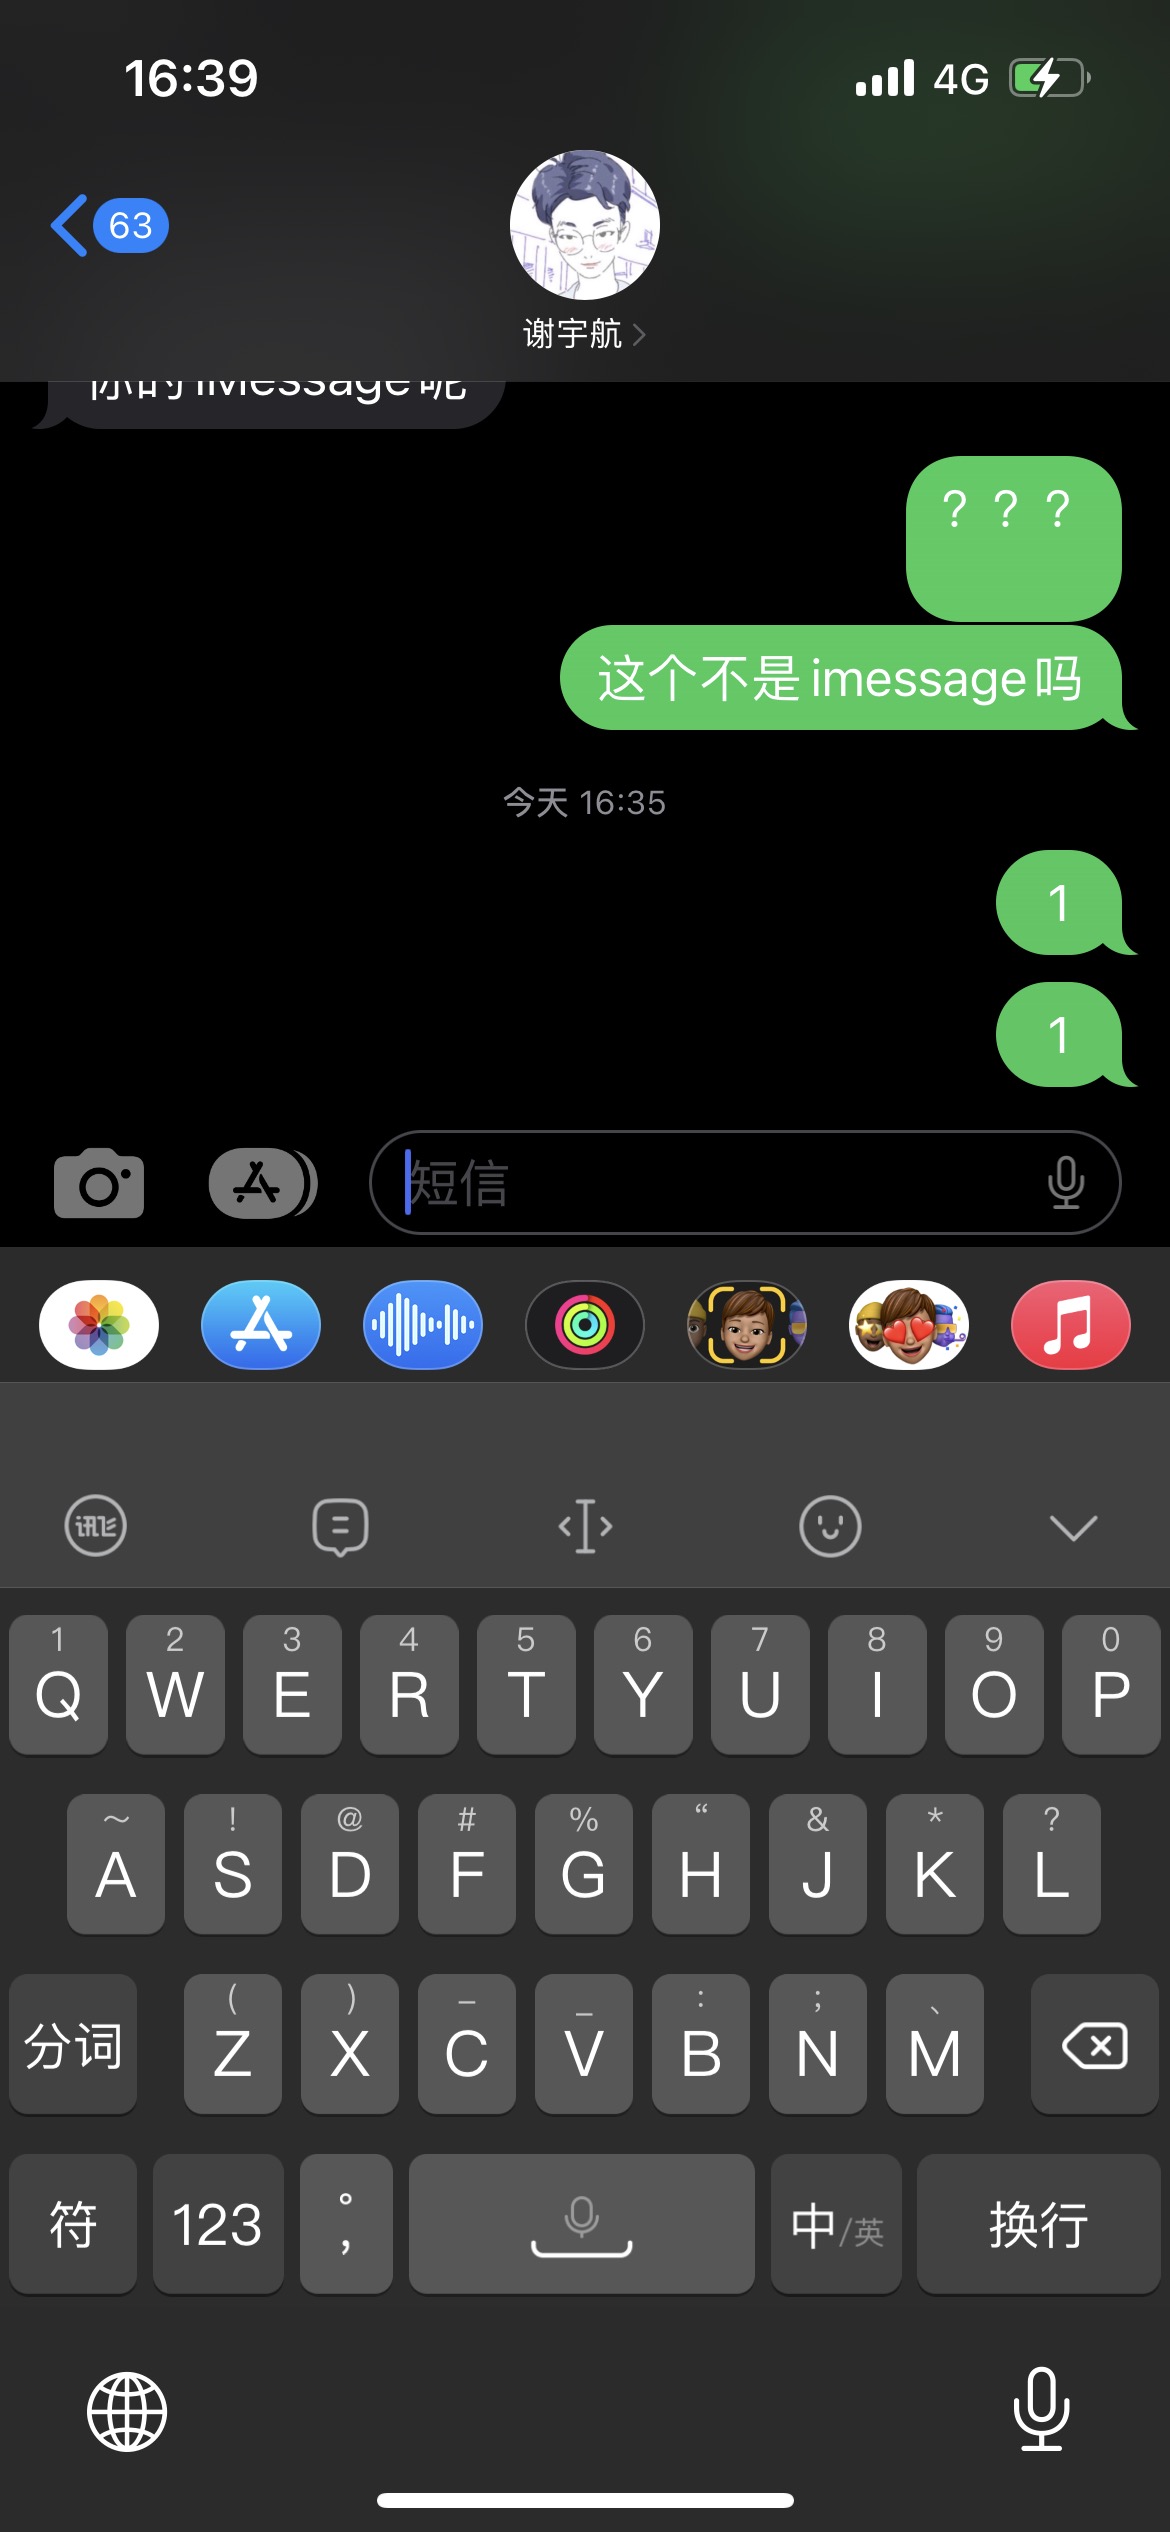 16:39
4G
63
谢宇航
你的iMessage呢
？？？
这个不是imessage吗
今天 16:35
1
1
短信
讯飞
1 2 3 4 5 6 7 8 9 0
Q W E R T Y U I O P
～ ! @ # % “ & * ?
A S D F G H J K L
( ) – _ : ; 、
分词 Z X C V B N M
符 123 。， 中/英 换行